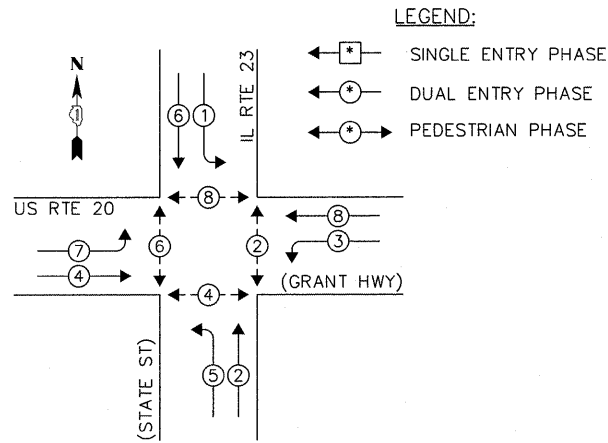 LEGEND:
* SINGLE ENTRY PHASE
* DUAL ENTRY PHASE
* PEDESTRIAN PHASE
N
IL RTE 23
6 1
8
US RTE 20
8
7 6 2 3
4
(GRANT HWY)
4
(STATE ST)
5 2